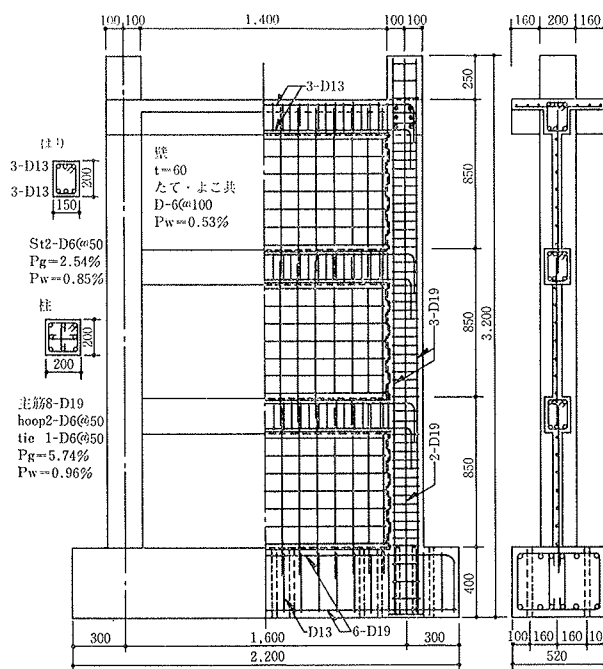 100 100
1,400
100 100
160
200
160
250
3-D13
はり
3-D13
3-D13
200
150
壁
t=60
たて・よこ共
D-6@100
Pw=0.53%
850
St2-D6@50
Pg=2.54%
Pw=0.85%
柱
200
200
850
3,200
3-D19
主筋8-D19
hoop2-D6@50
tie 1-D6@50
Pg=5.74%
Pw=0.96%
2-D19
850
400
D13
6-D19
300
1,600
300
2,200
100
160
160
10
520